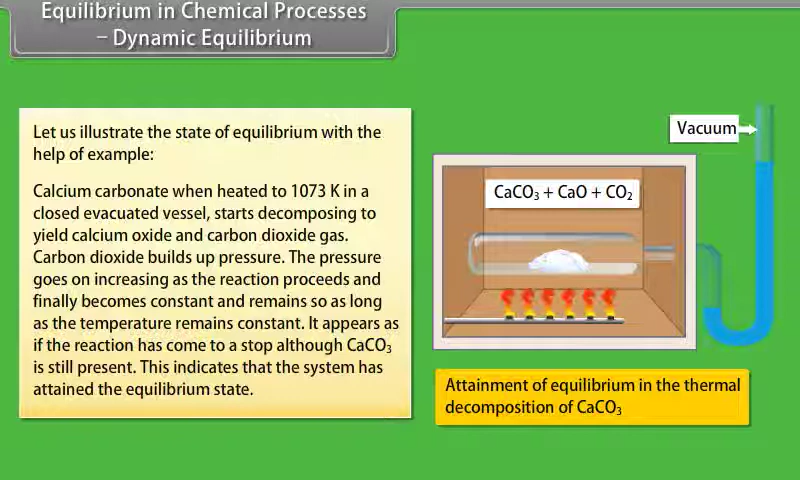 Equilibrium in Chemical Processes
– Dynamic Equilibrium
Let us illustrate the state of equilibrium with the
help of example:
Calcium carbonate when heated to 1073 K in a
closed evacuated vessel, starts decomposing to
yield calcium oxide and carbon dioxide gas.
Carbon dioxide builds up pressure. The pressure
goes on increasing as the reaction proceeds and
finally becomes constant and remains so as long
as the temperature remains constant. It appears as
if the reaction has come to a stop although CaCO₃
is still present. This indicates that the system has
attained the equilibrium state.
Vacuum
CaCO₃ + CaO + CO₂
Attainment of equilibrium in the thermal
decomposition of CaCO₃